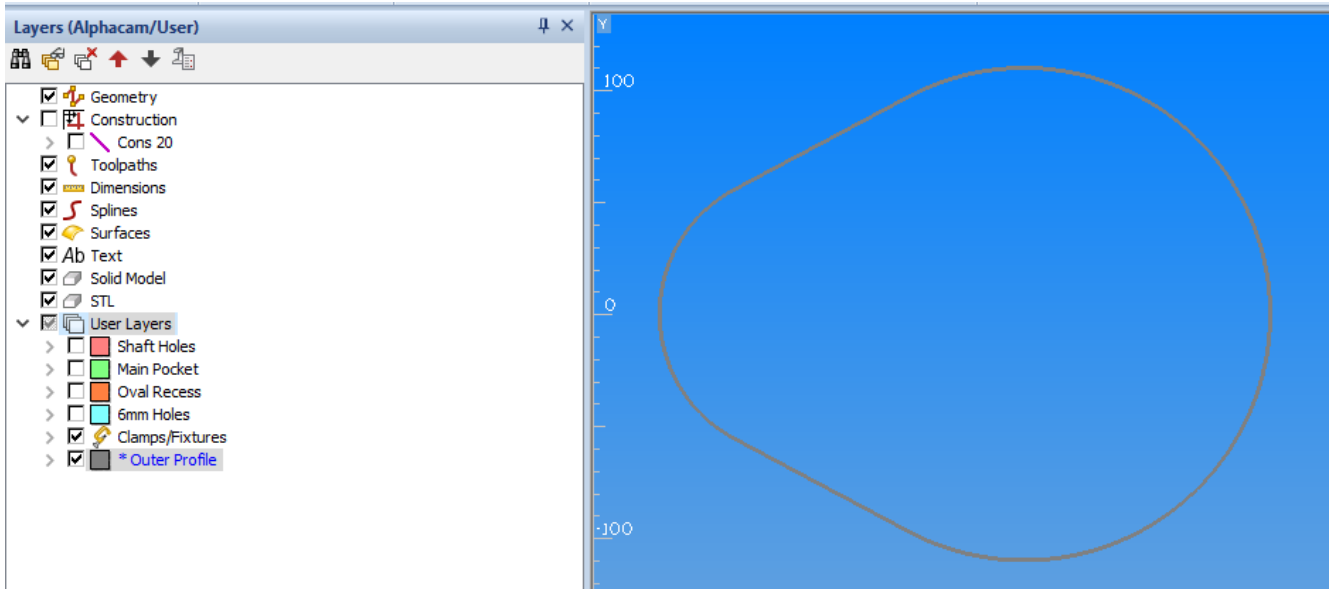 Layers (Alphacam/User)
Geometry
Construction
Cons 20
Toolpaths
Dimensions
Splines
Surfaces
Ab Text
Solid Model
STL
User Layers
Shaft Holes
Main Pocket
Oval Recess
6mm Holes
Clamps/Fixtures
* Outer Profile
Y
100
0
-100